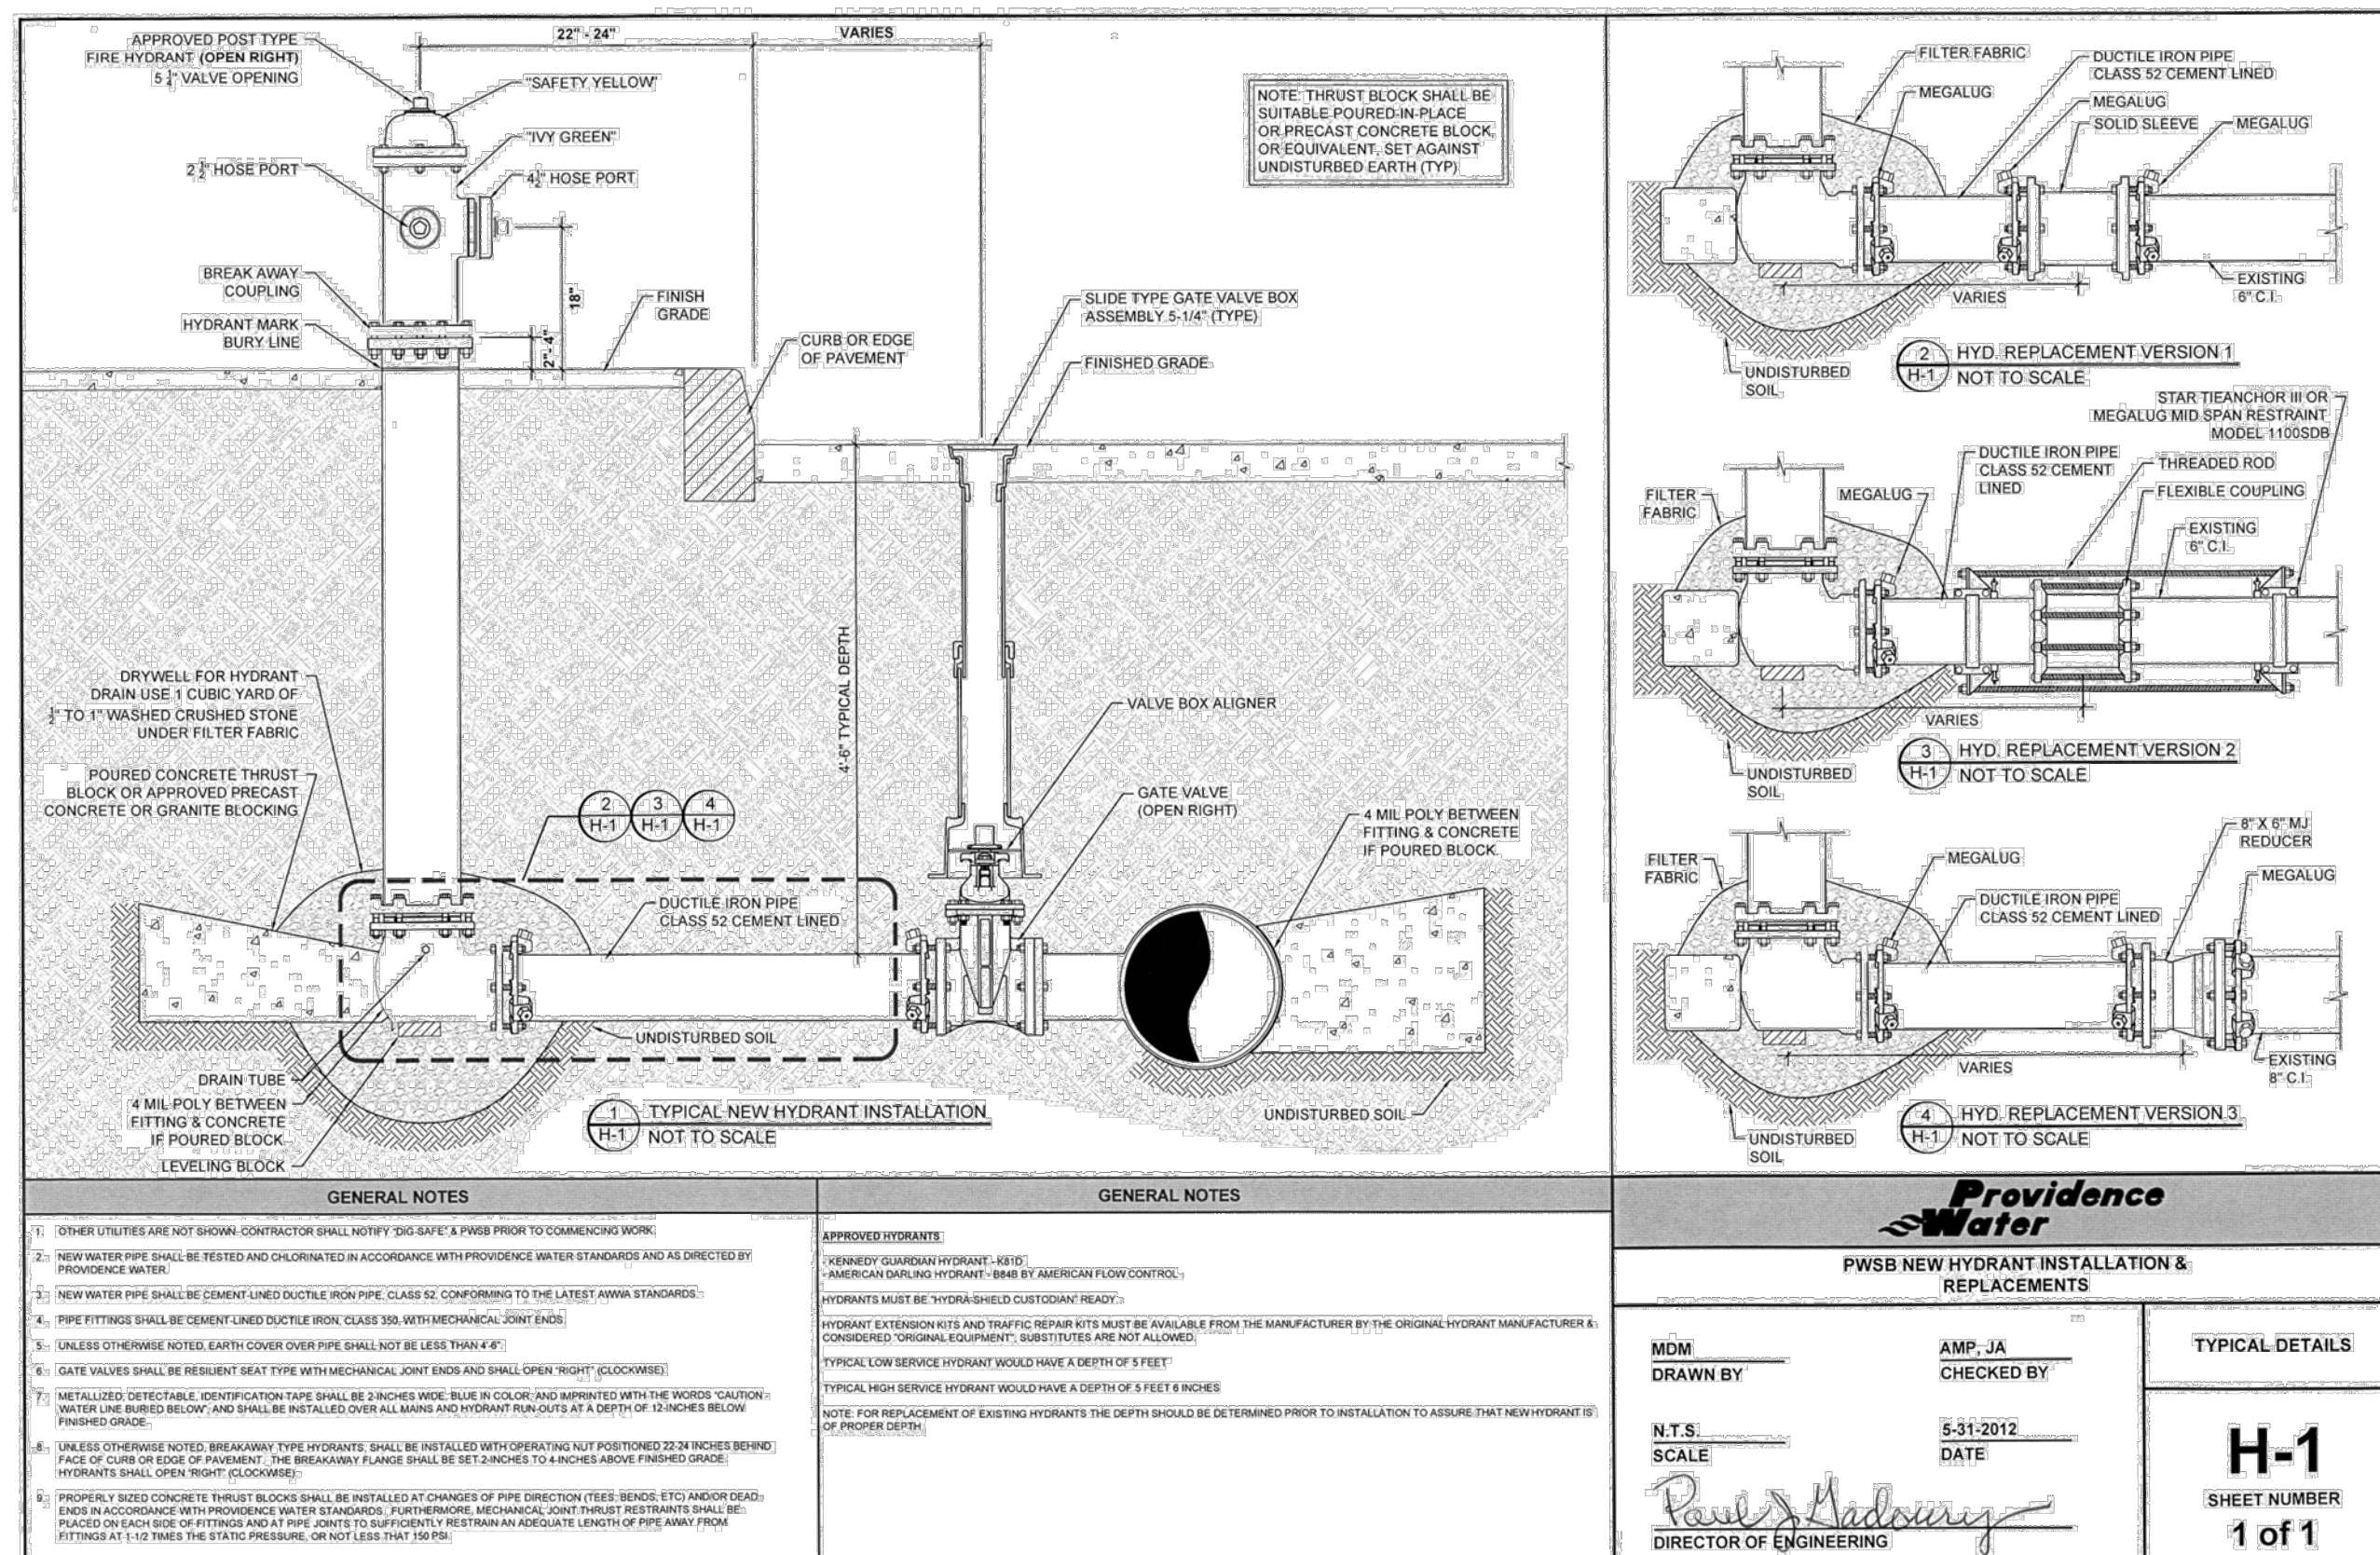 APPROVED POST TYPE
FIRE HYDRANT (OPEN RIGHT)
5 1/4" VALVE OPENING
22" - 24"
VARIES
"SAFETY YELLOW"
"IVY GREEN"
2 1/2" HOSE PORT
4 1/2" HOSE PORT
NOTE: THRUST BLOCK SHALL BE
SUITABLE POURED-IN-PLACE
OR PRECAST CONCRETE BLOCK,
OR EQUIVALENT, SET AGAINST
UNDISTURBED EARTH (TYP)
BREAK AWAY
COUPLING
HYDRANT MARK
BURY LINE
18"
2"- 4"
FINISH
GRADE
CURB OR EDGE
OF PAVEMENT
SLIDE TYPE GATE VALVE BOX
ASSEMBLY 5-1/4" (TYPE)
FINISHED GRADE
4'-6" TYPICAL DEPTH
DRYWELL FOR HYDRANT
DRAIN USE 1 CUBIC YARD OF
1/2" TO 1" WASHED CRUSHED STONE
UNDER FILTER FABRIC
POURED CONCRETE THRUST
BLOCK OR APPROVED PRECAST
CONCRETE OR GRANITE BLOCKING
2
H-1
3
H-1
4
H-1
VALVE BOX ALIGNER
GATE VALVE
(OPEN RIGHT)
4 MIL POLY BETWEEN
FITTING & CONCRETE
IF POURED BLOCK
DUCTILE IRON PIPE
CLASS 52 CEMENT LINED
UNDISTURBED SOIL
DRAIN TUBE
4 MIL POLY BETWEEN
FITTING & CONCRETE
IF POURED BLOCK
LEVELING BLOCK
UNDISTURBED SOIL
1
H-1
TYPICAL NEW HYDRANT INSTALLATION
NOT TO SCALE
FILTER FABRIC
MEGALUG
DUCTILE IRON PIPE
CLASS 52 CEMENT LINED
MEGALUG
SOLID SLEEVE
MEGALUG
EXISTING
6" C.I.
VARIES
UNDISTURBED
SOIL
2
H-1
HYD. REPLACEMENT VERSION 1
NOT TO SCALE
STAR TIEANCHOR III OR
MEGALUG MID SPAN RESTRAINT
MODEL 1100SDB
DUCTILE IRON PIPE
CLASS 52 CEMENT
LINED
THREADED ROD
FLEXIBLE COUPLING
FILTER
FABRIC
MEGALUG
EXISTING
6" C.I.
VARIES
UNDISTURBED
SOIL
3
H-1
HYD. REPLACEMENT VERSION 2
NOT TO SCALE
8" X 6" MJ
REDUCER
FILTER
FABRIC
MEGALUG
MEGALUG
DUCTILE IRON PIPE
CLASS 52 CEMENT LINED
VARIES
EXISTING
8" C.I.
UNDISTURBED
SOIL
4
H-1
HYD. REPLACEMENT VERSION 3
NOT TO SCALE
GENERAL NOTES
1. OTHER UTILITIES ARE NOT SHOWN. CONTRACTOR SHALL NOTIFY "DIG-SAFE" & PWSB PRIOR TO COMMENCING WORK.
2. NEW WATER PIPE SHALL BE TESTED AND CHLORINATED IN ACCORDANCE WITH PROVIDENCE WATER STANDARDS AND AS DIRECTED BY
PROVIDENCE WATER.
3. NEW WATER PIPE SHALL BE CEMENT-LINED DUCTILE IRON PIPE, CLASS 52, CONFORMING TO THE LATEST AWWA STANDARDS.
4. PIPE FITTINGS SHALL BE CEMENT-LINED DUCTILE IRON, CLASS 350, WITH MECHANICAL JOINT ENDS.
5. UNLESS OTHERWISE NOTED, EARTH COVER OVER PIPE SHALL NOT BE LESS THAN 4'-6".
6. GATE VALVES SHALL BE RESILIENT SEAT TYPE WITH MECHANICAL JOINT ENDS AND SHALL OPEN "RIGHT" (CLOCKWISE).
7. METALLIZED, DETECTABLE, IDENTIFICATION TAPE SHALL BE 2-INCHES WIDE, BLUE IN COLOR, AND IMPRINTED WITH THE WORDS "CAUTION -
WATER LINE BURIED BELOW", AND SHALL BE INSTALLED OVER ALL MAINS AND HYDRANT RUN-OUTS AT A DEPTH OF 12-INCHES BELOW
FINISHED GRADE.
8. UNLESS OTHERWISE NOTED, BREAKAWAY TYPE HYDRANTS, SHALL BE INSTALLED WITH OPERATING NUT POSITIONED 22-24 INCHES BEHIND
FACE OF CURB OR EDGE OF PAVEMENT. THE BREAKAWAY FLANGE SHALL BE SET 2-INCHES TO 4-INCHES ABOVE FINISHED GRADE.
HYDRANTS SHALL OPEN "RIGHT" (CLOCKWISE).
9. PROPERLY SIZED CONCRETE THRUST BLOCKS SHALL BE INSTALLED AT CHANGES OF PIPE DIRECTION (TEES, BENDS, ETC) AND/OR DEAD
ENDS IN ACCORDANCE WITH PROVIDENCE WATER STANDARDS. FURTHERMORE, MECHANICAL JOINT THRUST RESTRAINTS SHALL BE
PLACED ON EACH SIDE OF FITTINGS AND AT PIPE JOINTS TO SUFFICIENTLY RESTRAIN AN ADEQUATE LENGTH OF PIPE AWAY FROM
FITTINGS AT 1-1/2 TIMES THE STATIC PRESSURE, OR NOT LESS THAT 150 PSI.
GENERAL NOTES
APPROVED HYDRANTS
- KENNEDY GUARDIAN HYDRANT - K81D
- AMERICAN DARLING HYDRANT - B84B BY AMERICAN FLOW CONTROL
HYDRANTS MUST BE "HYDRA-SHIELD CUSTODIAN" READY.
HYDRANT EXTENSION KITS AND TRAFFIC REPAIR KITS MUST BE AVAILABLE FROM THE MANUFACTURER BY THE ORIGINAL HYDRANT MANUFACTURER &
CONSIDERED "ORIGINAL EQUIPMENT", SUBSTITUTES ARE NOT ALLOWED.
TYPICAL LOW SERVICE HYDRANT WOULD HAVE A DEPTH OF 5 FEET
TYPICAL HIGH SERVICE HYDRANT WOULD HAVE A DEPTH OF 5 FEET 6 INCHES
NOTE: FOR REPLACEMENT OF EXISTING HYDRANTS THE DEPTH SHOULD BE DETERMINED PRIOR TO INSTALLATION TO ASSURE THAT NEW HYDRANT IS
OF PROPER DEPTH
Providence
Water
PWSB NEW HYDRANT INSTALLATION &
REPLACEMENTS
MDM
DRAWN BY
AMP, JA
CHECKED BY
N.T.S.
SCALE
5-31-2012
DATE
Paul J Gadoury
DIRECTOR OF ENGINEERING
TYPICAL DETAILS
H-1
SHEET NUMBER
1 of 1